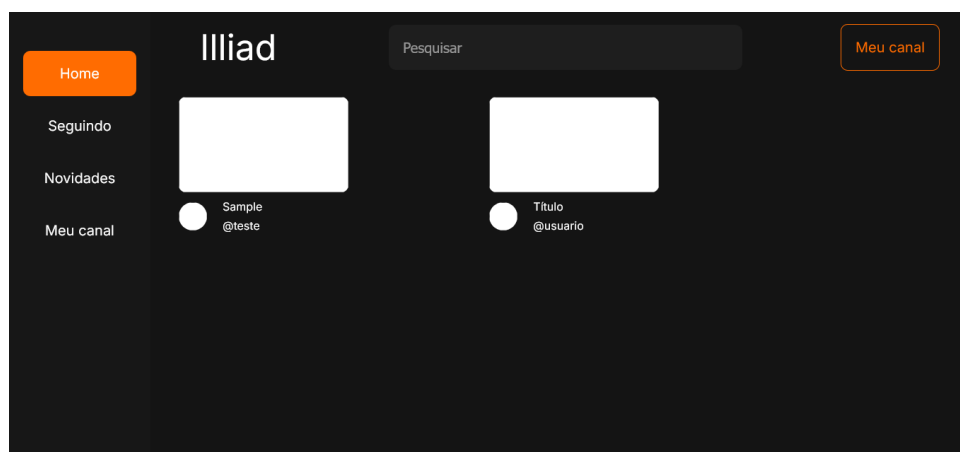 Illiad
Pesquisar
Meu canal
Home
Seguindo
Novidades
Meu canal
Sample
@teste
Título
@usuario